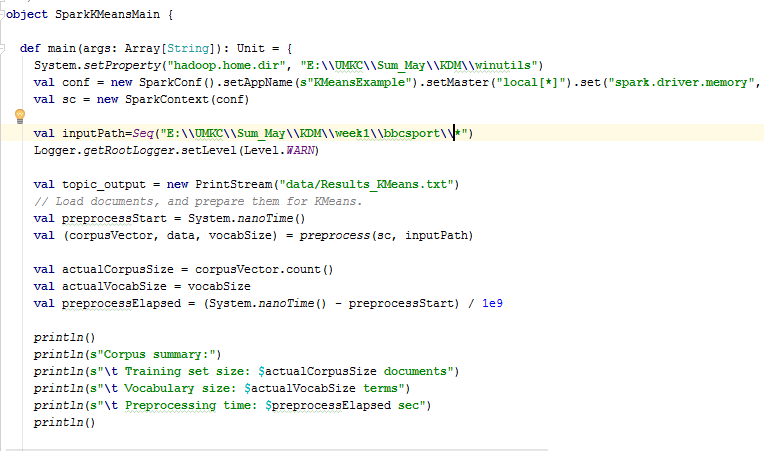 object SparkKMeansMain {
def main(args: Array[String]): Unit = {
System.setProperty("hadoop.home.dir", "E:\\UMKC\\Sum_May\\KDM\\winutils")
val conf = new SparkConf().setAppName(s"KMeansExample").setMaster("local[*]").set("spark.driver.memory",
val sc = new SparkContext(conf)
val inputPath=Seq("E:\\UMKC\\Sum_May\\KDM\\week1\\bbcsport\\*")
Logger.getRootLogger.setLevel(Level.WARN)
val topic_output = new PrintStream("data/Results_KMeans.txt")
// Load documents, and prepare them for KMeans.
val preprocessStart = System.nanoTime()
val (corpusVector, data, vocabSize) = preprocess(sc, inputPath)
val actualCorpusSize = corpusVector.count()
val actualVocabSize = vocabSize
val preprocessElapsed = (System.nanoTime() - preprocessStart) / 1e9
println()
println(s"Corpus summary:")
println(s"\t Training set size: $actualCorpusSize documents")
println(s"\t Vocabulary size: $actualVocabSize terms")
println(s"\t Preprocessing time: $preprocessElapsed sec")
println()